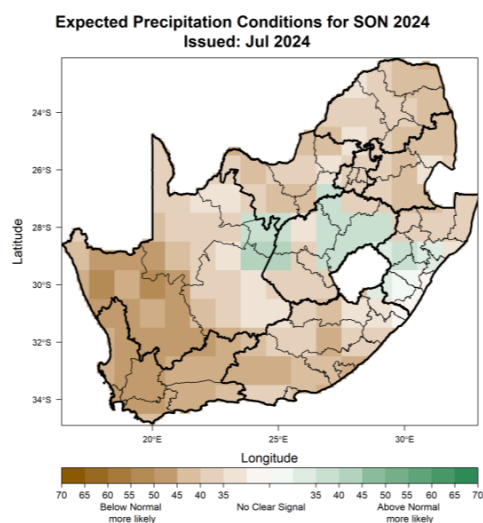 Expected Precipitation Conditions for SON 2024
Issued: Jul 2024
24°S
26°S
28°S
30°S
32°S
34°S
Latitude
20°E 25°E 30°E
Longitude
70 65 60 55 50 45 40 35 35 40 45 50 55 60 65 70
Below Normal No Clear Signal Above Normal
more likely more likely